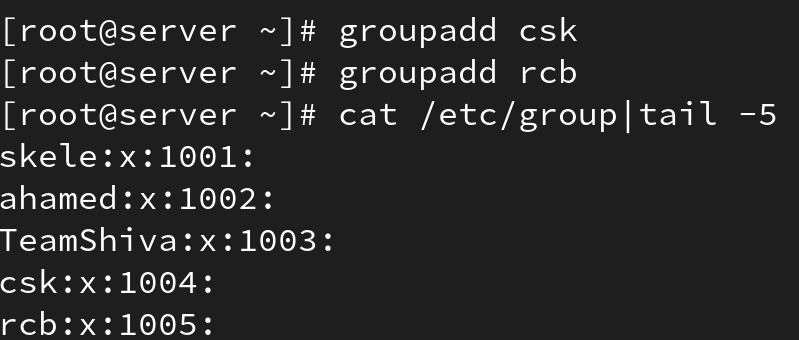 [root@server ~]# groupadd csk
[root@server ~]# groupadd rcb
[root@server ~]# cat /etc/group|tail -5
skele:x:1001:
ahamed:x:1002:
TeamShiva:x:1003:
csk:x:1004:
rcb:x:1005: